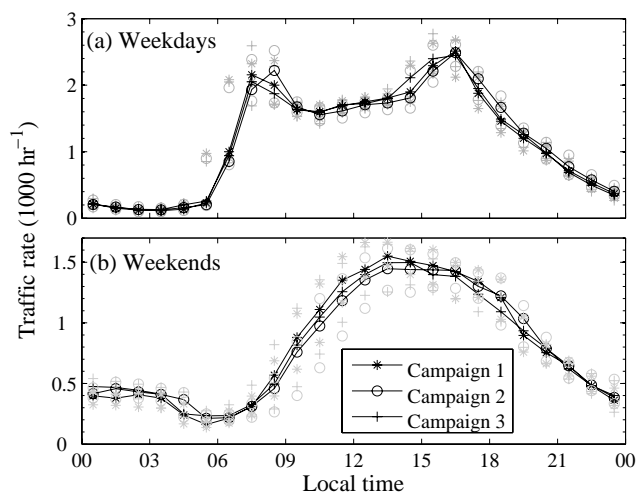 (a) Weekdays
3
2
1
0
Traffic rate (1000 hr−1)
(b) Weekends
1.5
1
0.5
0
Campaign 1
Campaign 2
Campaign 3
00 03 06 09 12 15 18 21 00
Local time